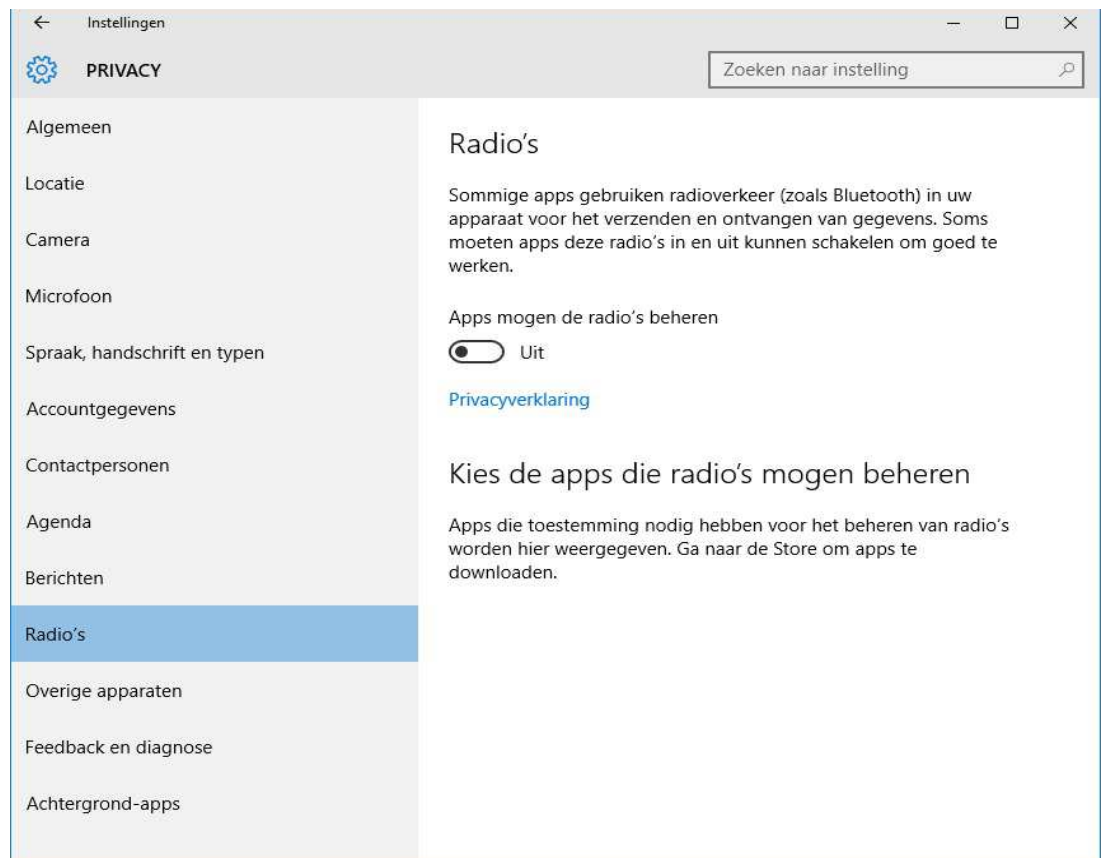 Instellingen
PRIVACY
Zoeken naar instelling
Algemeen
Locatie
Camera
Microfoon
Spraak, handschrift en typen
Accountgegevens
Contactpersonen
Agenda
Berichten
Radio's
Overige apparaten
Feedback en diagnose
Achtergrond-apps
Radio's
Sommige apps gebruiken radioverkeer (zoals Bluetooth) in uw
apparaat voor het verzenden en ontvangen van gegevens. Soms
moeten apps deze radio's in en uit kunnen schakelen om goed te
werken.
Apps mogen de radio's beheren
Uit
Privacyverklaring
Kies de apps die radio's mogen beheren
Apps die toestemming nodig hebben voor het beheren van radio's
worden hier weergegeven. Ga naar de Store om apps te
downloaden.